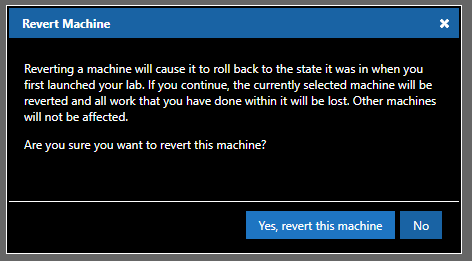 Revert Machine
Reverting a machine will cause it to roll back to the state it was in when you
first launched your lab. If you continue, the currently selected machine will be
reverted and all work that you have done within it will be lost. Other machines
will not be affected.
Are you sure you want to revert this machine?
Yes, revert this machine
No